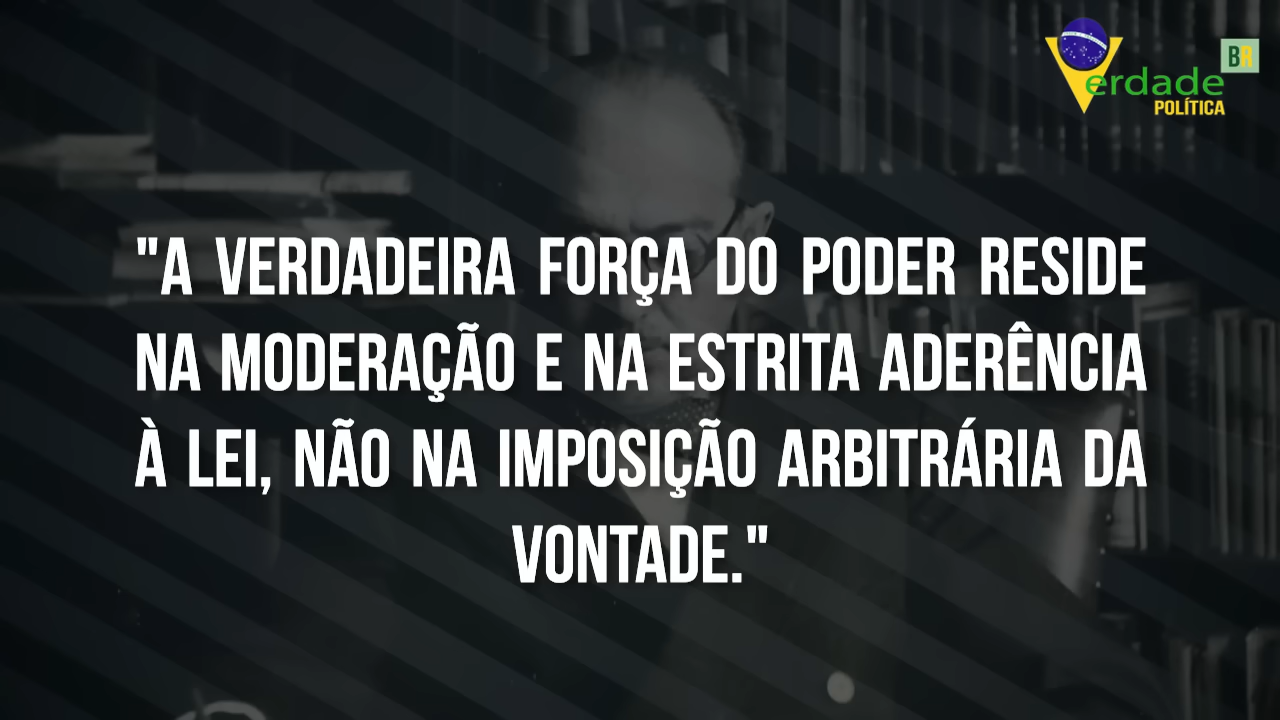 Verdade BR
POLÍTICA
"A VERDADEIRA FORÇA DO PODER RESIDE
NA MODERAÇÃO E NA ESTRITA ADERÊNCIA
À LEI, NÃO NA IMPOSIÇÃO ARBITRÁRIA DA
VONTADE."